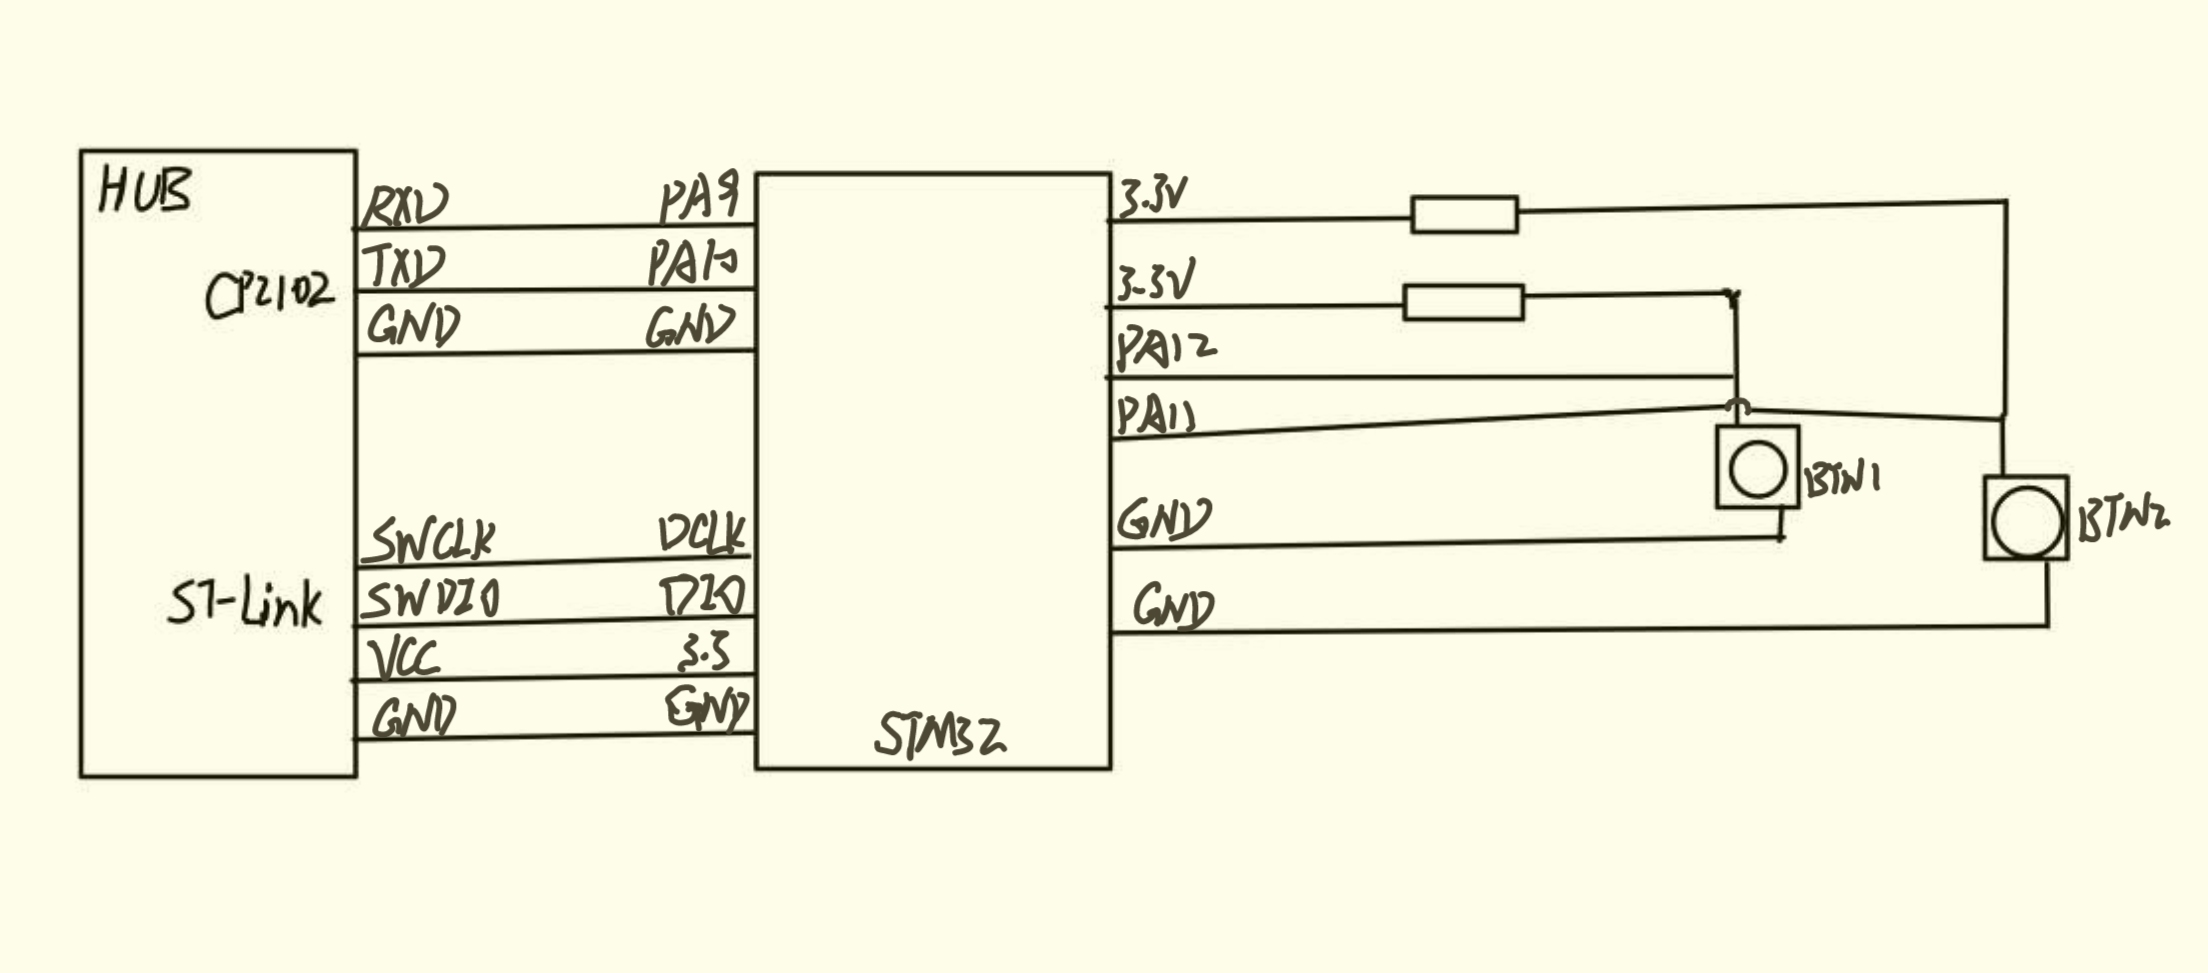 HUB
CP2102
RXD
TXD
GND
ST-Link
SWCLK
SWDIO
VCC
GND
PA9
PA10
GND
DCLK
DIO
3.3
GND
STM32
3.3V
3.3V
PA12
PA11
GND
GND
BTN1
BTN2